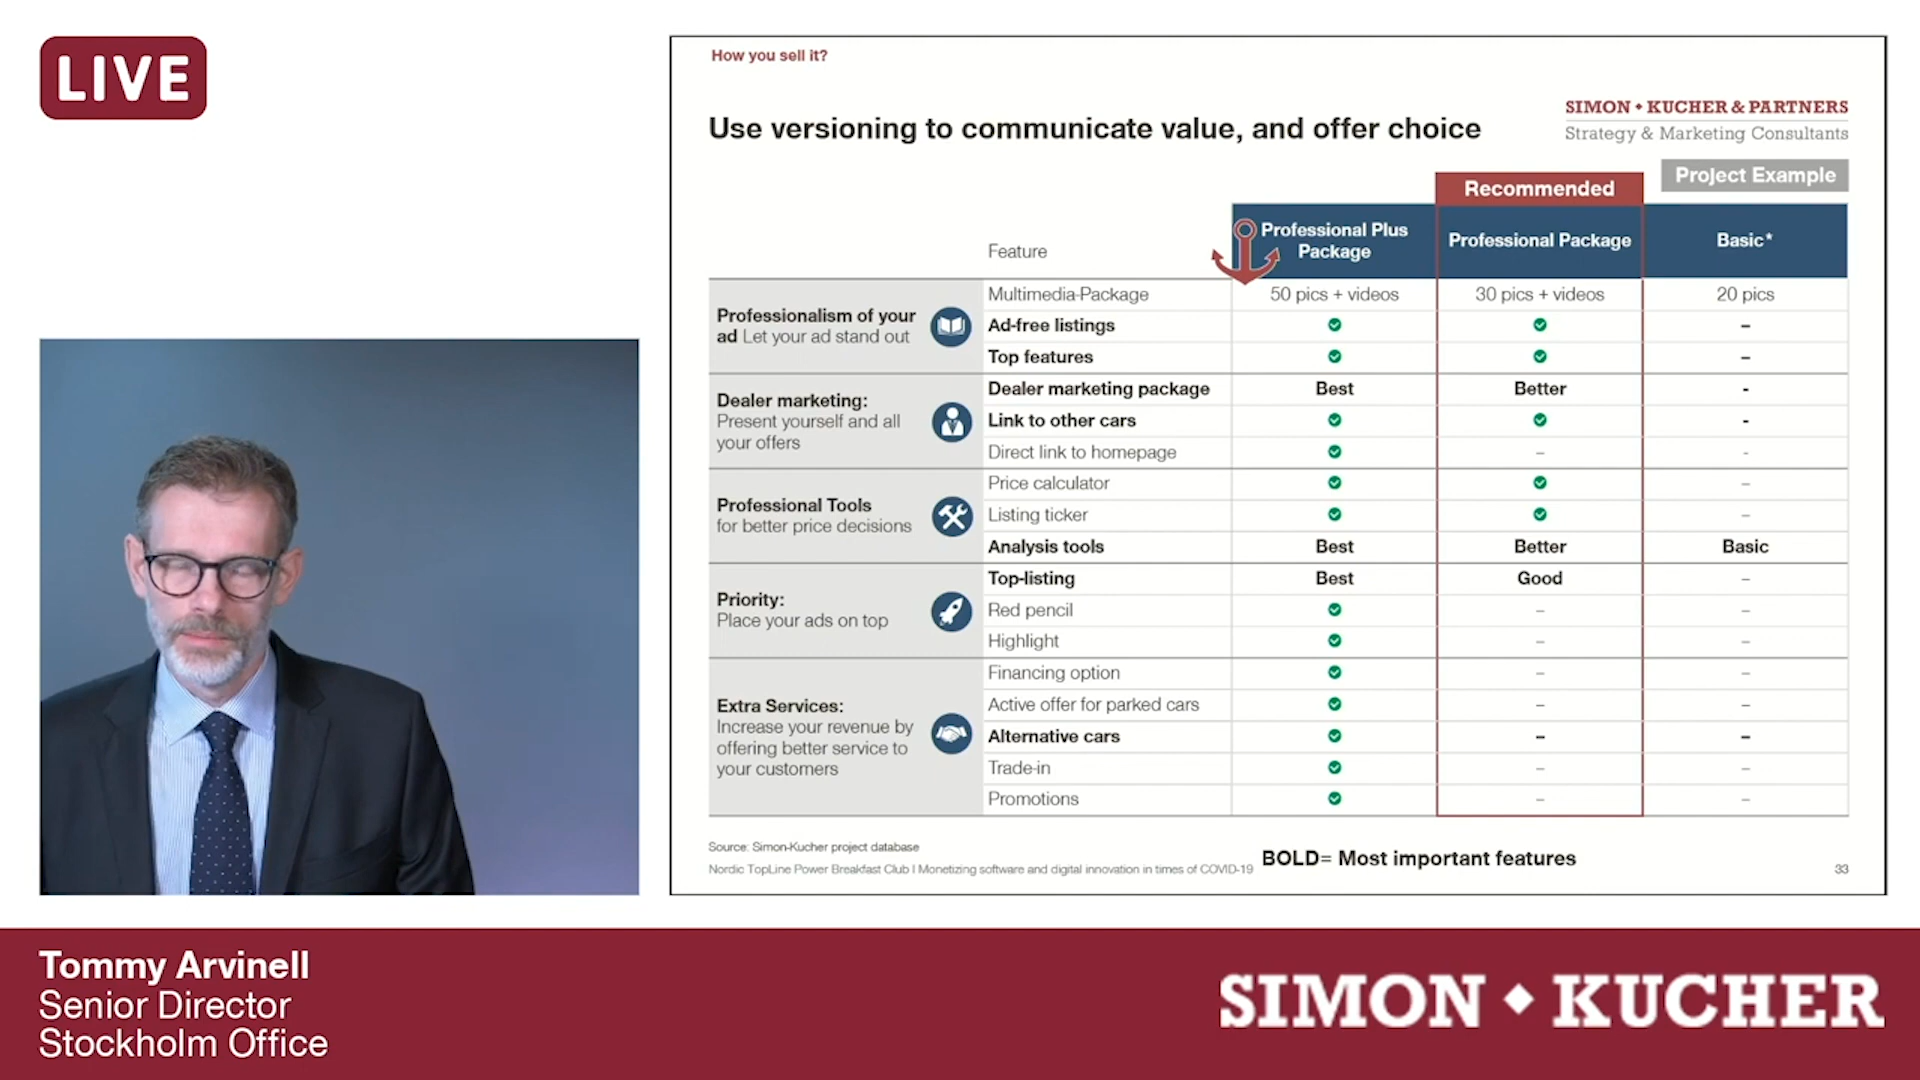 LIVE
How you sell it?
Use versioning to communicate value, and offer choice
SIMON • KUCHER & PARTNERS
Strategy & Marketing Consultants
Project Example
Recommended
Feature
Professional Plus
Package
Professional Package
Basic*
Professionalism of your
ad Let your ad stand out
Multimedia-Package 50 pics + videos 30 pics + videos 20 pics
Ad-free listings –
Top features –
Dealer marketing:
Present yourself and all
your offers
Dealer marketing package Best Better -
Link to other cars -
Direct link to homepage – -
Professional Tools
for better price decisions
Price calculator –
Listing ticker –
Analysis tools Best Better Basic
Priority:
Place your ads on top
Top-listing Best Good –
Red pencil – –
Highlight – –
Extra Services:
Increase your revenue by
offering better service to
your customers
Financing option – –
Active offer for parked cars – –
Alternative cars – –
Trade-in – –
Promotions – –
Source: Simon-Kucher project database
Nordic TopLine Power Breakfast Club I Monetizing software and digital innovation in times of COVID-19
BOLD= Most important features
33
Tommy Arvinell
Senior Director
Stockholm Office
SIMON ◆ KUCHER